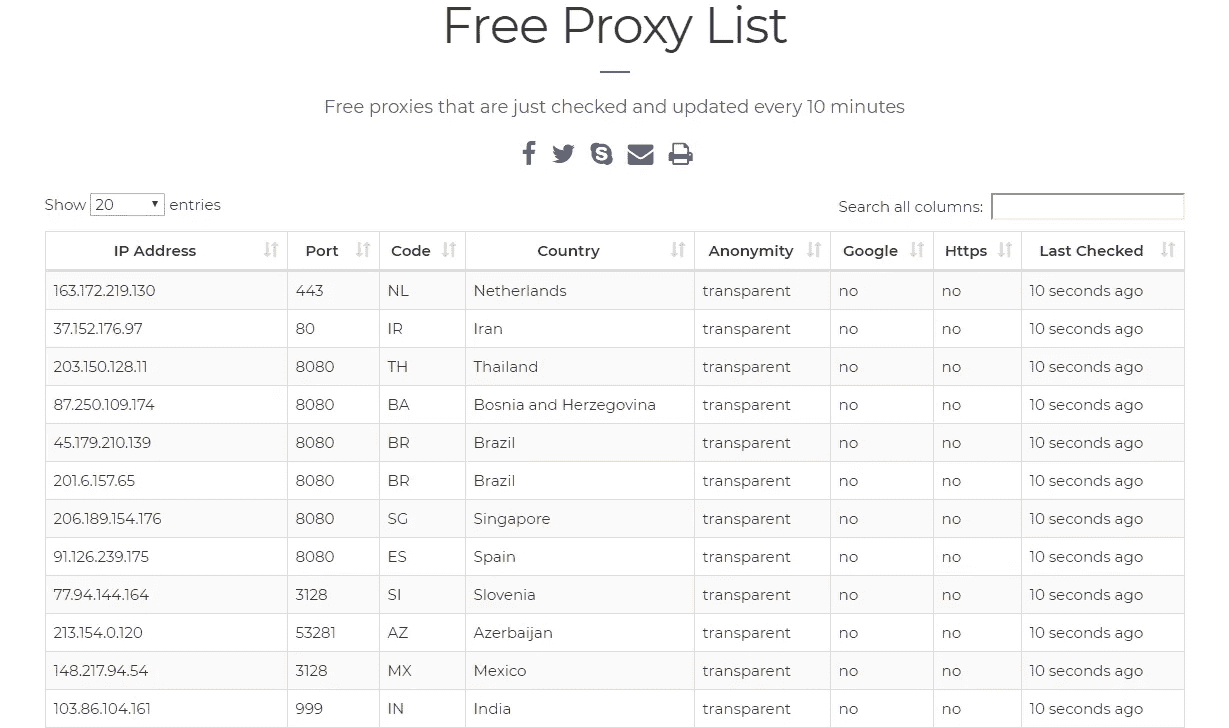 Free Proxy List
Free proxies that are just checked and updated every 10 minutes
Show 20 entries Search all columns:
IP Address Port Code Country Anonymity Google Https Last Checked
163.172.219.130 443 NL Netherlands transparent no no 10 seconds ago
37.152.176.97 80 IR Iran transparent no no 10 seconds ago
203.150.128.11 8080 TH Thailand transparent no no 10 seconds ago
87.250.109.174 8080 BA Bosnia and Herzegovina transparent no no 10 seconds ago
45.179.210.139 8080 BR Brazil transparent no no 10 seconds ago
201.6.157.65 8080 BR Brazil transparent no no 10 seconds ago
206.189.154.176 8080 SG Singapore transparent no no 10 seconds ago
91.126.239.175 8080 ES Spain transparent no no 10 seconds ago
77.94.144.164 3128 SI Slovenia transparent no no 10 seconds ago
213.154.0.120 53281 AZ Azerbaijan transparent no no 10 seconds ago
148.217.94.54 3128 MX Mexico transparent no no 10 seconds ago
103.86.104.161 999 IN India transparent no no 10 seconds ago